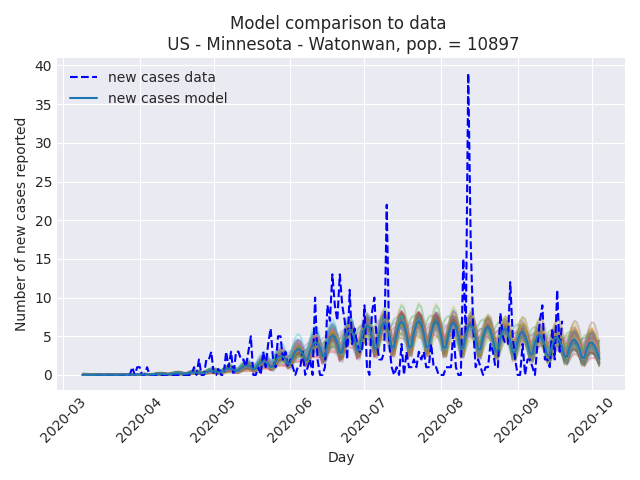 Model comparison to data
US - Minnesota - Watonwan, pop. = 10897
new cases data
new cases model
40
35
30
25
20
15
10
5
0
Number of new cases reported
2020-03
2020-04
2020-05
2020-06
2020-07
2020-08
2020-09
2020-10
Day